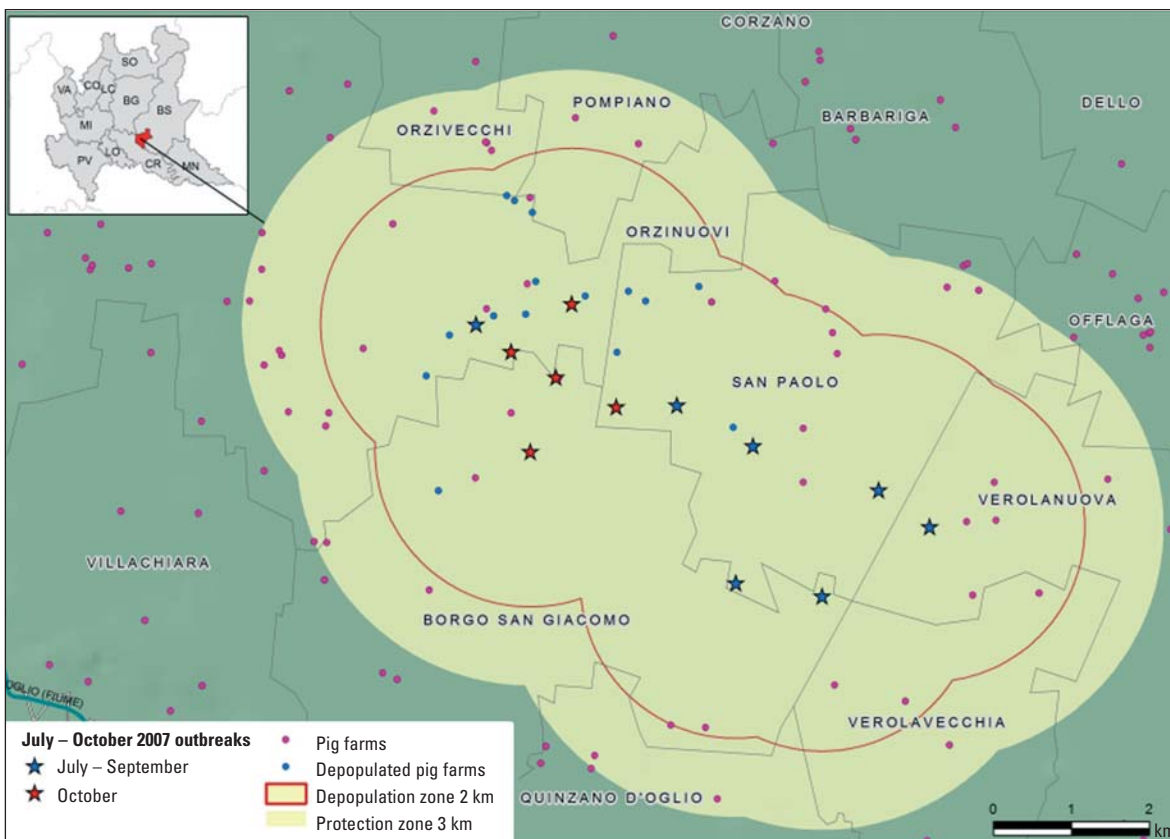 CORZANO
SO
VA
CO
LC
BG
BS
MI
PV
LO
CR
MN
POMPIANO
ORZIVECCHI
BARBARIGA
DELLO
ORZINUOVI
OFFLAGA
SAN PAOLO
VEROLANUOVA
VILLACHIARA
BORGO SAN GIACOMO
OGLIO (FIUME)
VEROLAVECCHIA
QUINZANO D'OGLIO
July – October 2007 outbreaks
July – September
October
Pig farms
Depopulated pig farms
Depopulation zone 2 km
Protection zone 3 km
0 1 2
km